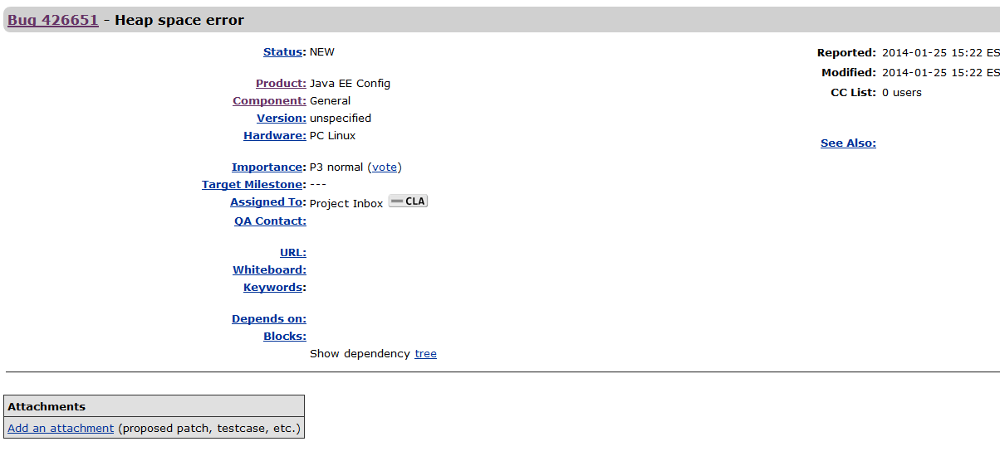 Bug 426651 - Heap space error
Status: NEW
Reported: 2014-01-25 15:22 ES
Modified: 2014-01-25 15:22 ES
Product: Java EE Config
CC List: 0 users
Component: General
Version: unspecified
Hardware: PC Linux
See Also:
Importance: P3 normal (vote)
Target Milestone: ---
Assigned To: Project Inbox CLA
QA Contact:
URL:
Whiteboard:
Keywords:
Depends on:
Blocks:
Show dependency tree
Attachments
Add an attachment (proposed patch, testcase, etc.)